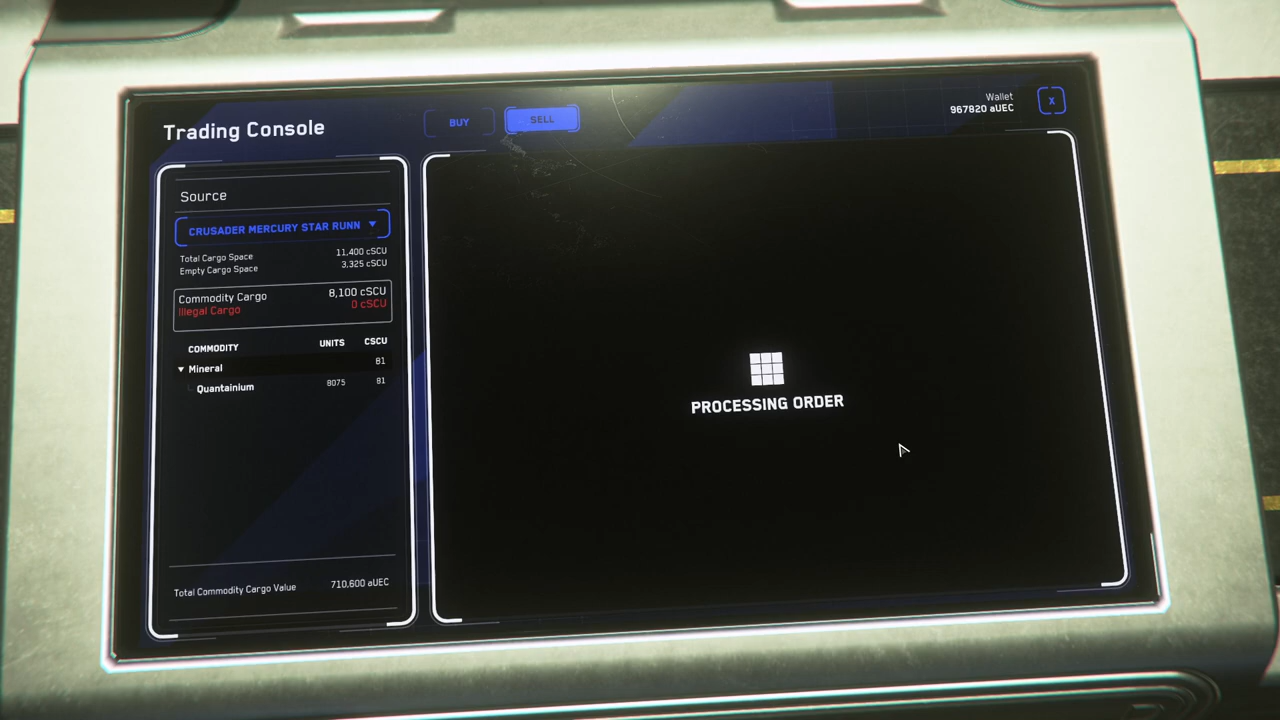 Trading Console
BUY
SELL
Wallet
967820 aUEC
X
Source
CRUSADER MERCURY STAR RUNN
Total Cargo Space 11,400 cSCU
Empty Cargo Space 3,325 cSCU
Commodity Cargo 8,100 cSCU
Illegal Cargo 0 cSCU
COMMODITY UNITS CSCU
Mineral 81
Quantainium 8075 81
Total Commodity Cargo Value 710,600 aUEC
PROCESSING ORDER